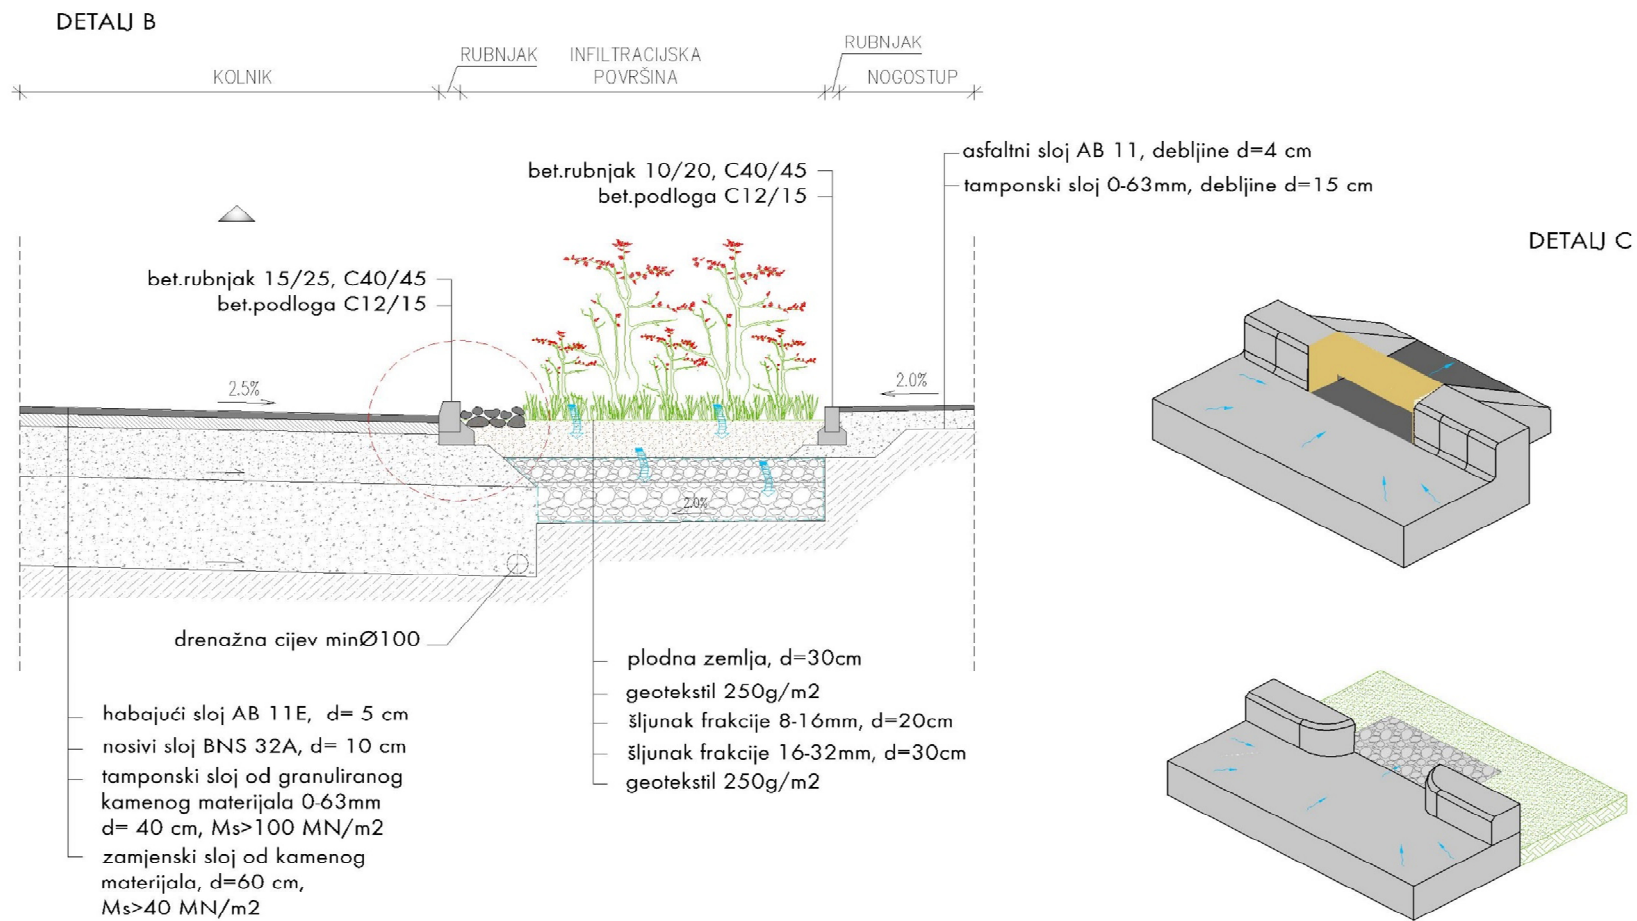 DETALJ B
RUBNJAK
INFILTRACIJSKA
POVRŠINA
RUBNJAK
KOLNIK
NOGOSTUP
asfaltni sloj AB 11, debljine d=4 cm
tamponski sloj 0-63mm, debljine d=15 cm
bet.rubnjak 10/20, C40/45
bet.podloga C12/15
DETALJ C
bet.rubnjak 15/25, C40/45
bet.podloga C12/15
2.5%
2.0%
2.0%
drenažna cijev minØ100
plodna zemlja, d=30cm
geotekstil 250g/m2
šljunak frakcije 8-16mm, d=20cm
šljunak frakcije 16-32mm, d=30cm
geotekstil 250g/m2
habajući sloj AB 11E, d= 5 cm
nosivi sloj BNS 32A, d= 10 cm
tamponski sloj od granuliranog
kamenog materijala 0-63mm
d= 40 cm, Ms>100 MN/m2
zamjenski sloj od kamenog
materijala, d=60 cm,
Ms>40 MN/m2